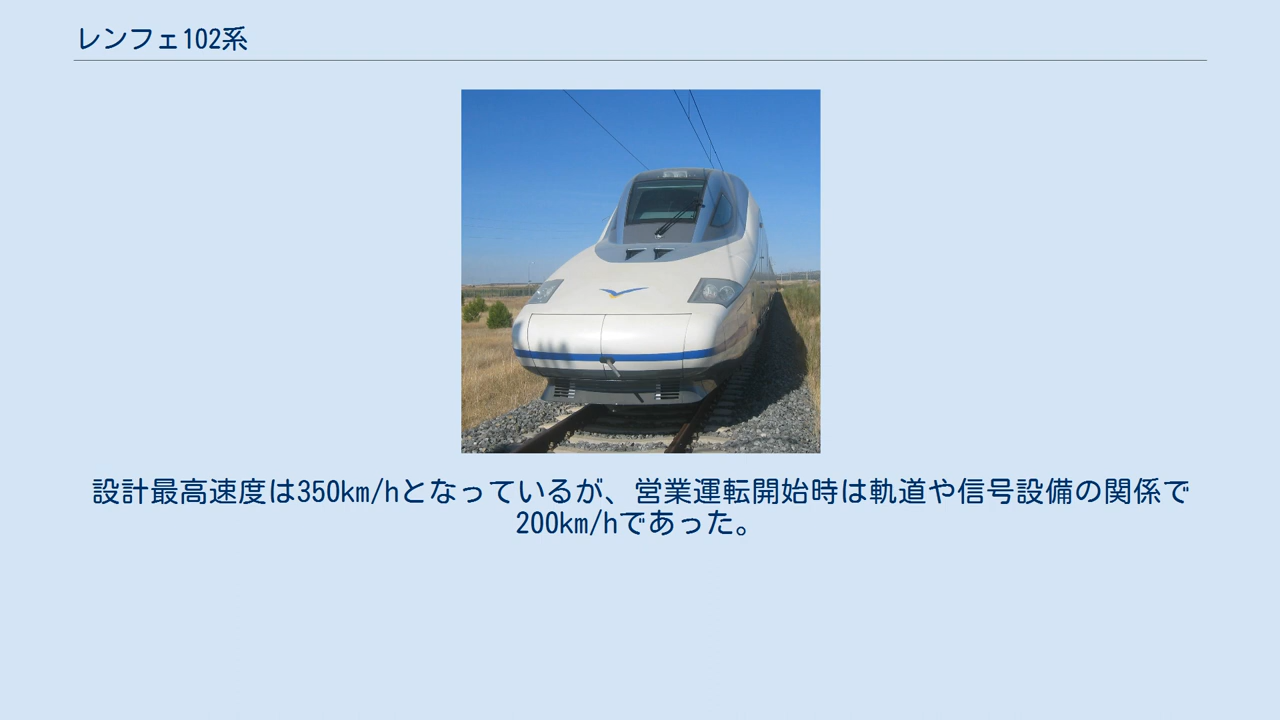 レンフェ102系
設計最高速度は350km/hとなっているが、営業運転開始時は軌道や信号設備の関係で
200km/hであった。